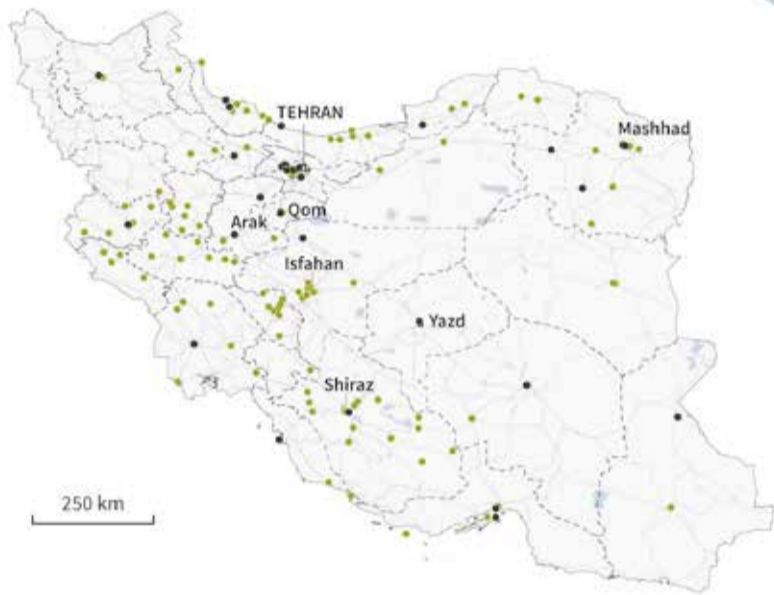 TEHRAN
Mashhad
Qom
Arak
Isfahan
Yazd
Shiraz
250 km